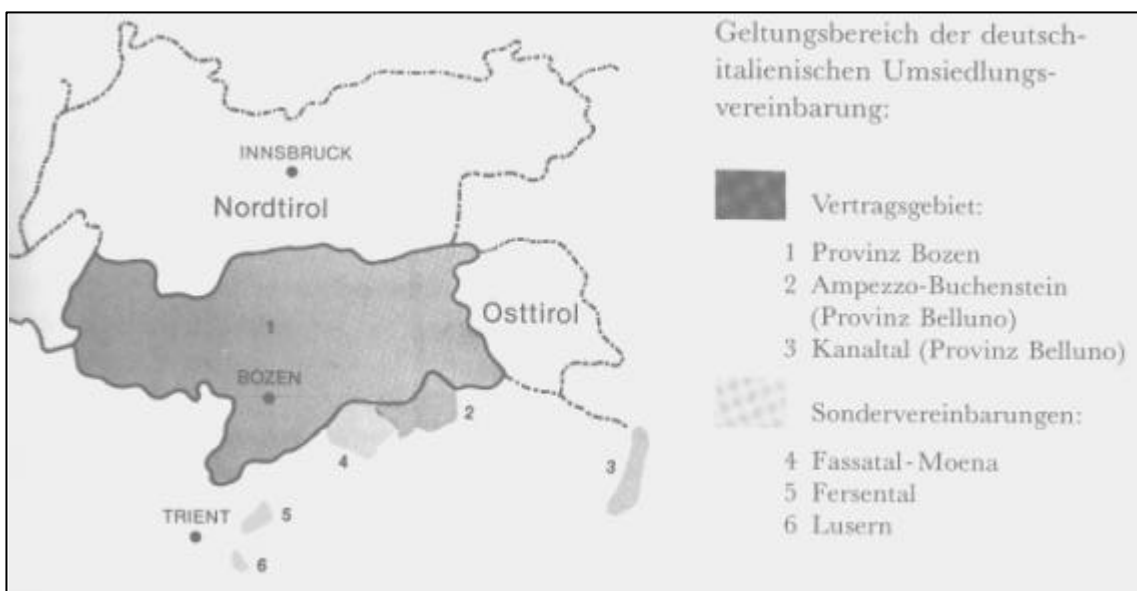 INNSBRUCK
Nordtirol
Osttirol
1
BOZEN
2
4
3
TRIENT
5
6
Geltungsbereich der deutsch-
italienischen Umsiedlungs-
vereinbarung:
Vertragsgebiet:
1 Provinz Bozen
2 Ampezzo-Buchenstein
(Provinz Belluno)
3 Kanaltal (Provinz Belluno)
Sondervereinbarungen:
4 Fassatal-Moena
5 Fersental
6 Lusern